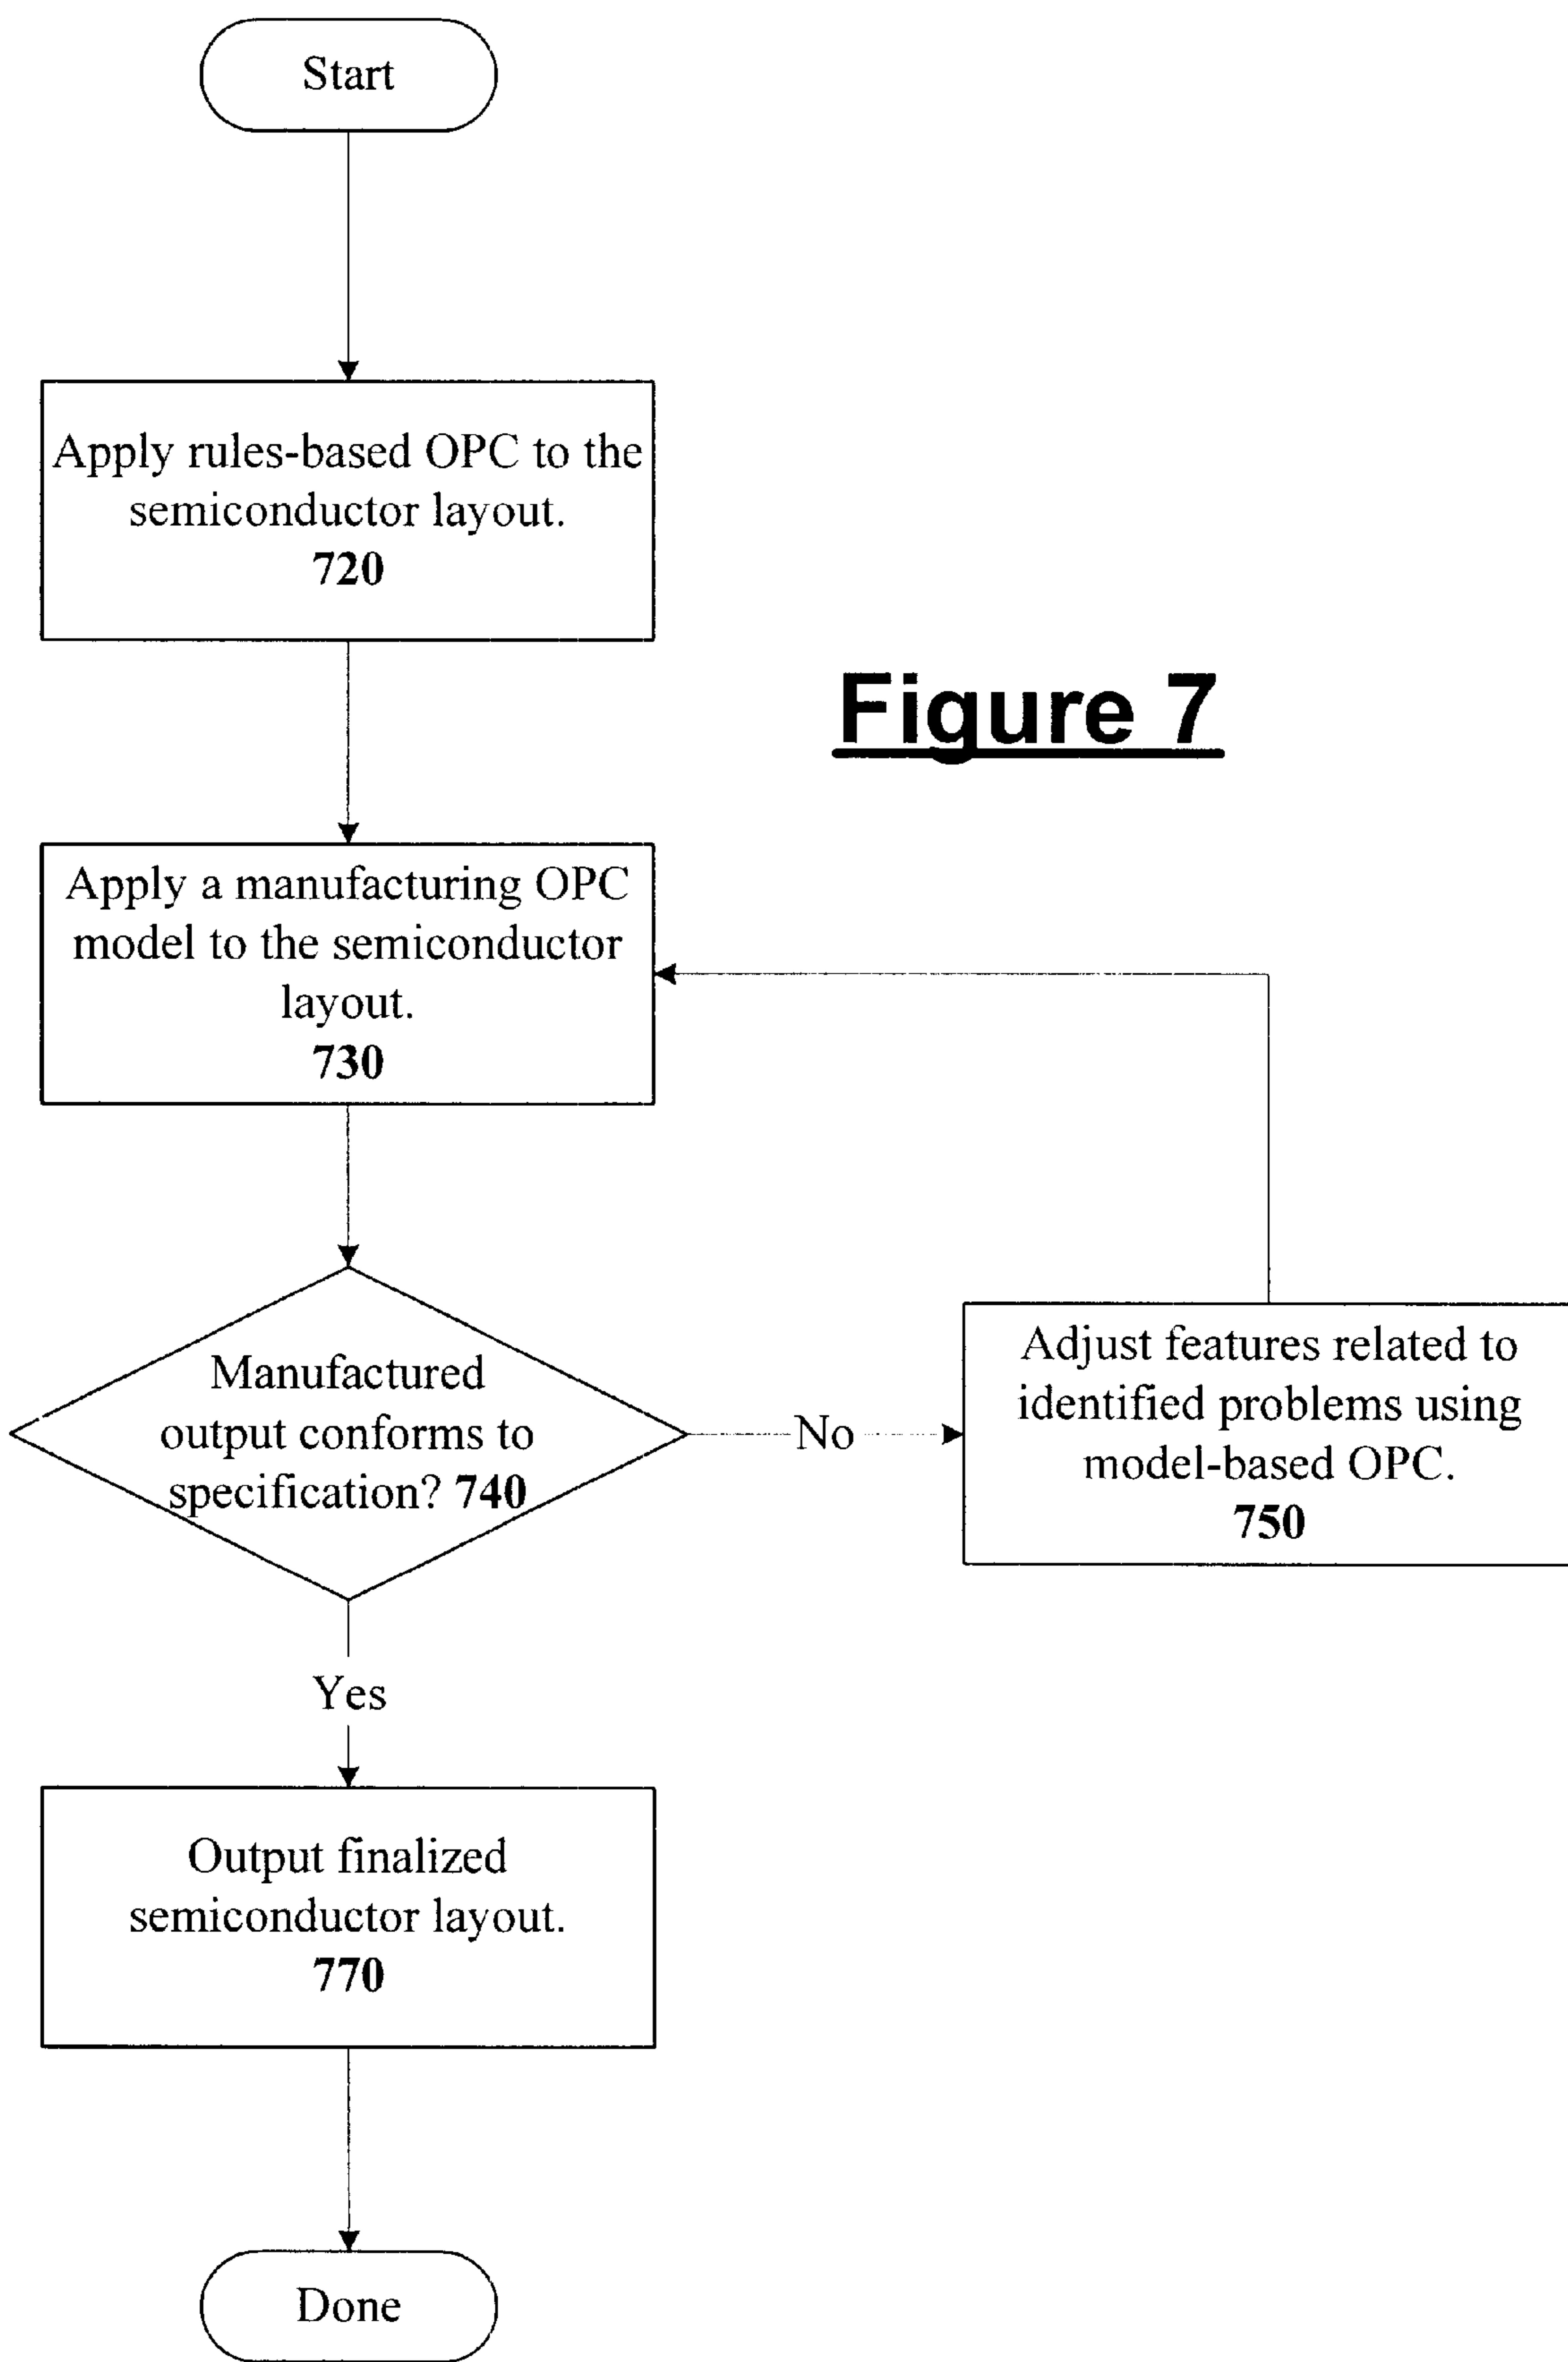 Start
Apply rules-based OPC to the
semiconductor layout.
720
Figure 7
Apply a manufacturing OPC
model to the semiconductor
layout.
730
Manufactured
output conforms to
specification? 740
No
Adjust features related to
identified problems using
model-based OPC.
750
Yes
Output finalized
semiconductor layout.
770
Done